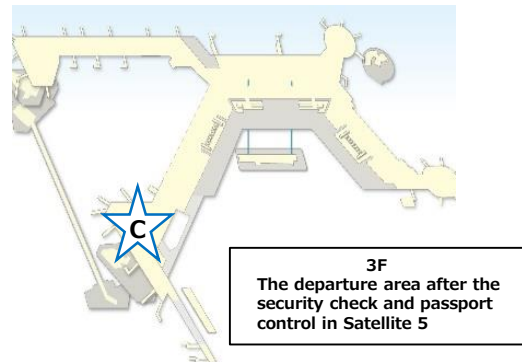 C
3F
The departure area after the
security check and passport
control in Satellite 5